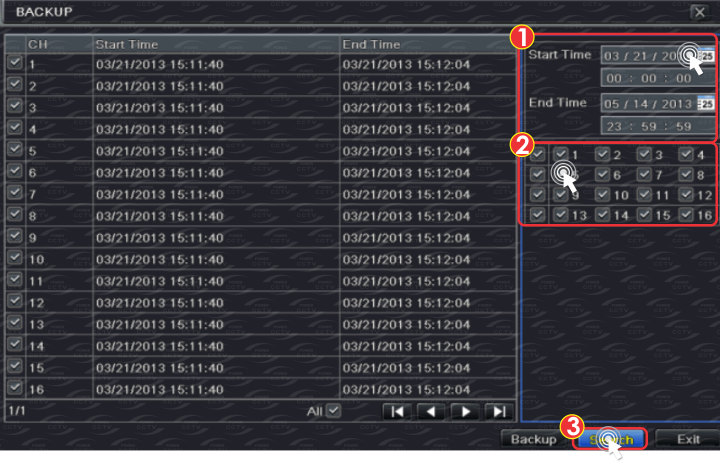 BACKUP
CH Start Time End Time
1 03/21/2013 15:11:40 03/21/2013 15:12:04
2 03/21/2013 15:11:40 03/21/2013 15:12:04
3 03/21/2013 15:11:40 03/21/2013 15:12:04
4 03/21/2013 15:11:40 03/21/2013 15:12:04
5 03/21/2013 15:11:40 03/21/2013 15:12:04
6 03/21/2013 15:11:40 03/21/2013 15:12:04
7 03/21/2013 15:11:40 03/21/2013 15:12:04
8 03/21/2013 15:11:40 03/21/2013 15:12:04
9 03/21/2013 15:11:40 03/21/2013 15:12:04
10 03/21/2013 15:11:40 03/21/2013 15:12:04
11 03/21/2013 15:11:40 03/21/2013 15:12:04
12 03/21/2013 15:11:40 03/21/2013 15:12:04
13 03/21/2013 15:11:40 03/21/2013 15:12:04
14 03/21/2013 15:11:40 03/21/2013 15:12:04
15 03/21/2013 15:11:40 03/21/2013 15:12:04
16 03/21/2013 15:11:40 03/21/2013 15:12:04
1/1 All
1
Start Time 03 / 21 / 25
00 : 00 : 00
End Time 05 / 14 / 2013 25
23 : 59 : 59
2
1 2 3 4
6 7 8
9 10 11 12
13 14 15 16
3
Backup Exit